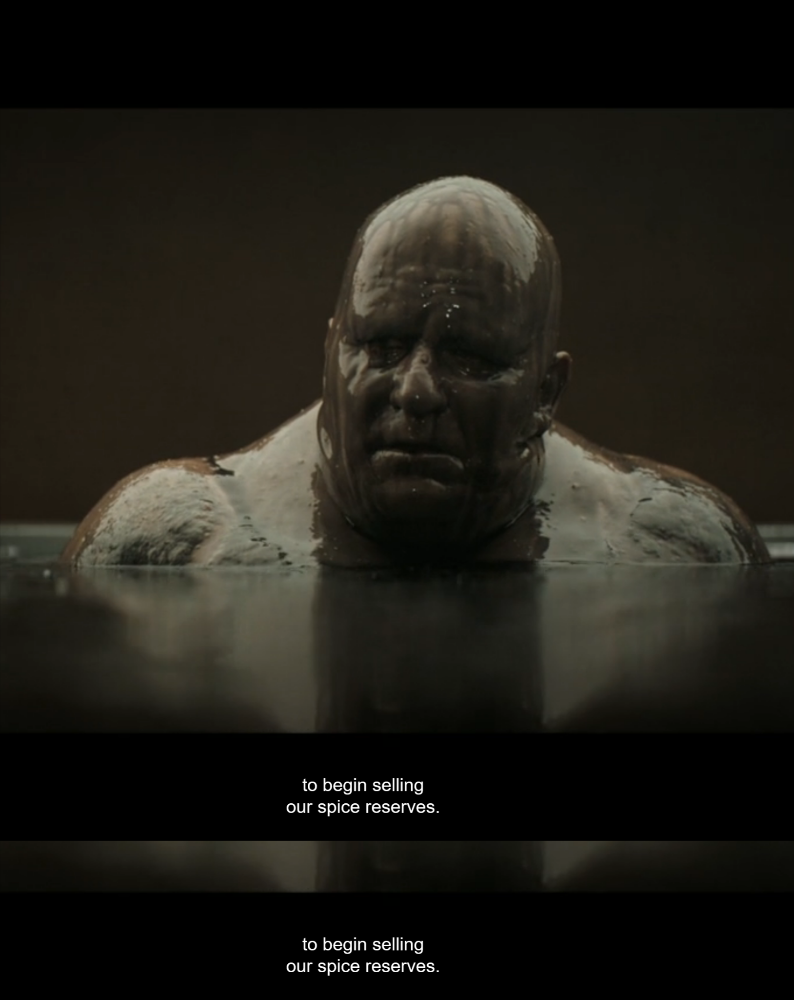 to begin selling
our spice reserves.
to begin selling
our spice reserves.